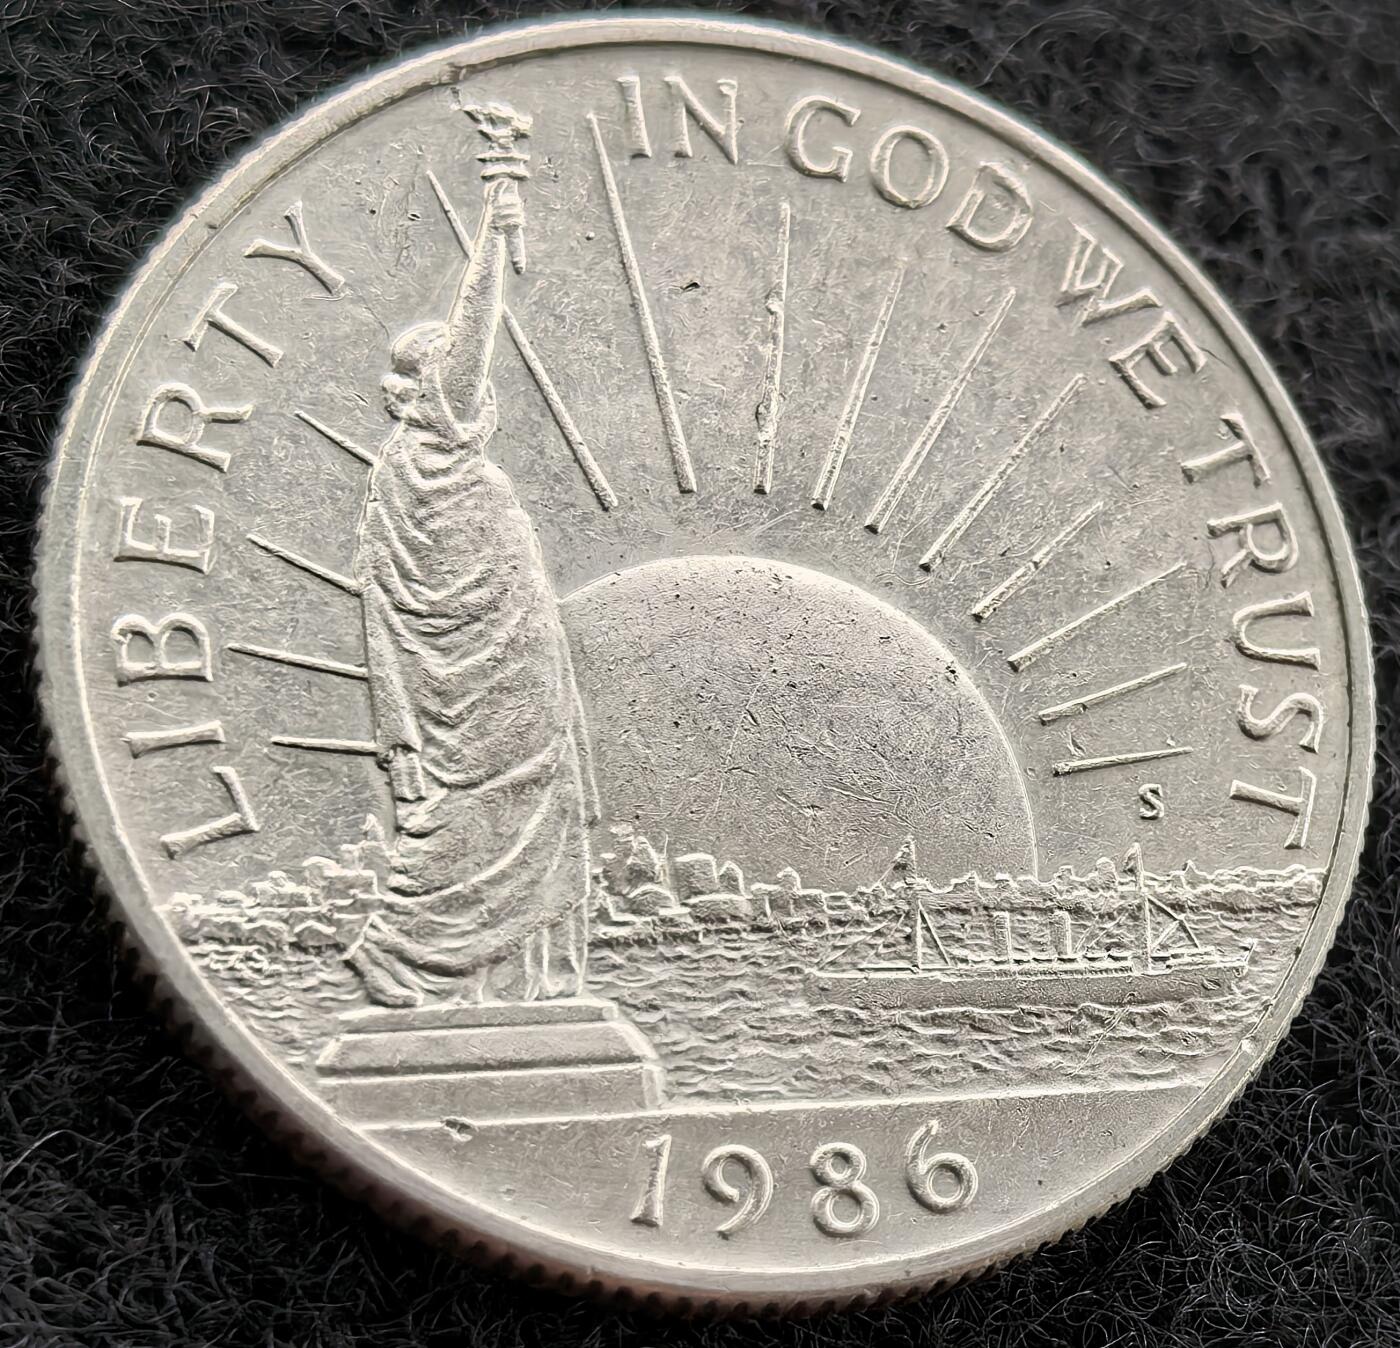 LIBERTY
IN GOD WE TRUST
S
1986